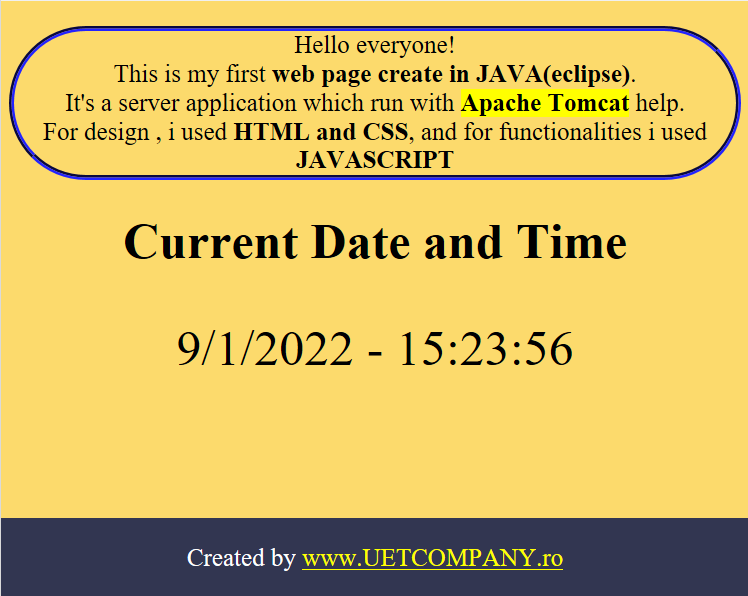 Hello everyone!
This is my first web page create in JAVA(eclipse).
It's a server application which run with Apache Tomcat help.
For design , i used HTML and CSS, and for functionalities i used
JAVASCRIPT
Current Date and Time
9/1/2022 - 15:23:56
Created by www.UETCOMPANY.ro